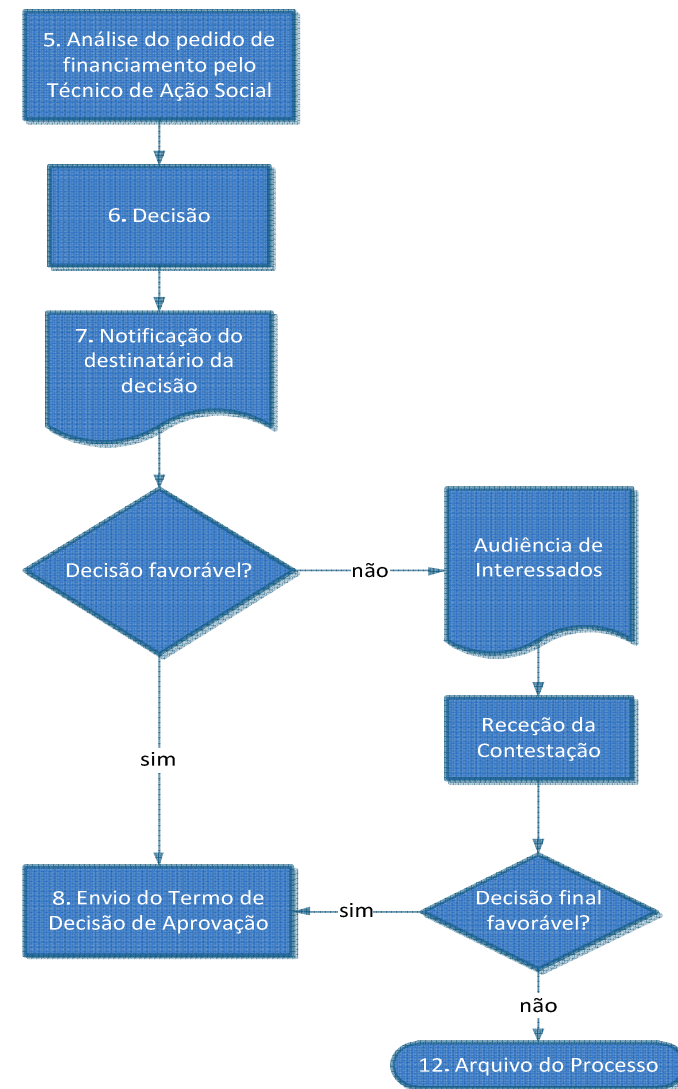 5. Análise do pedido de
financiamento pelo
Técnico de Ação Social
6. Decisão
7. Notificação do
destinatário da
decisão
Decisão favorável?
não
Audiência de
Interessados
Receção da
Contestação
sim
8. Envio do Termo de
Decisão de Aprovação
sim
Decisão final
favorável?
não
12. Arquivo do Processo